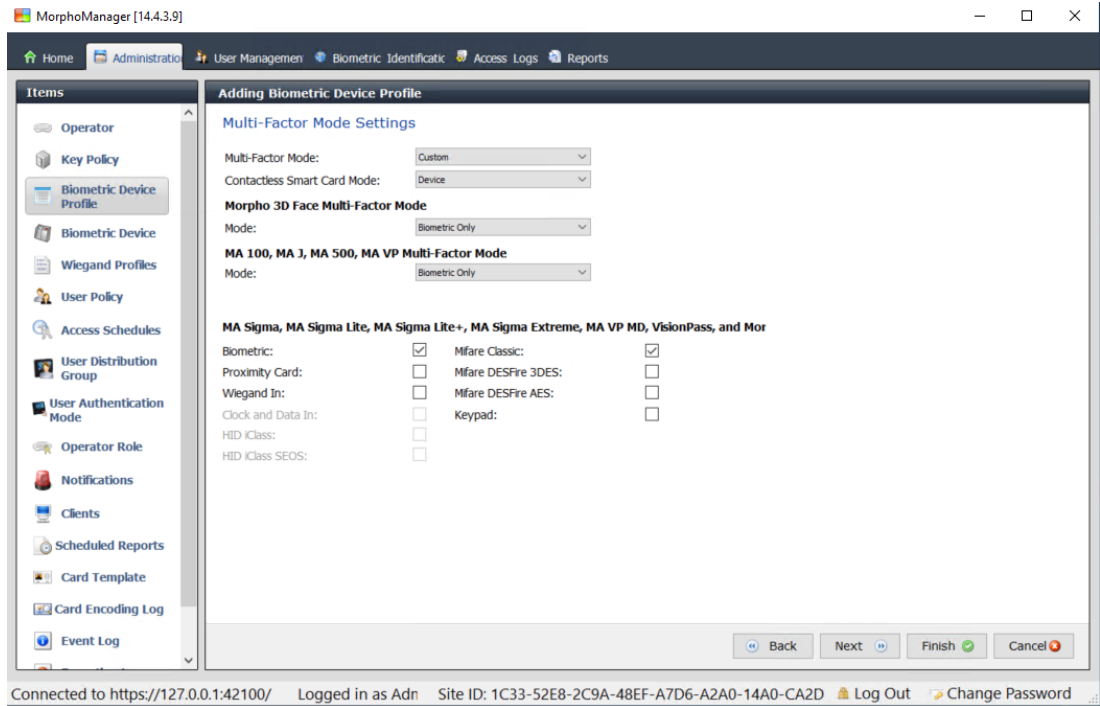 MorphoManager [14.4.3.9]
Home Administratio User Managemen Biometric Identificatic Access Logs Reports
Items
Operator
Key Policy
Biometric Device
Profile
Biometric Device
Wiegand Profiles
User Policy
Access Schedules
User Distribution
Group
User Authentication
Mode
Operator Role
Notifications
Clients
Scheduled Reports
Card Template
Card Encoding Log
Event Log
Adding Biometric Device Profile
Multi-Factor Mode Settings
Multi-Factor Mode: Custom
Contactless Smart Card Mode: Device
Morpho 3D Face Multi-Factor Mode
Mode: Biometric Only
MA 100, MA J, MA 500, MA VP Multi-Factor Mode
Mode: Biometric Only
MA Sigma, MA Sigma Lite, MA Sigma Lite+, MA Sigma Extreme, MA VP MD, VisionPass, and Mor
Biometric: Mifare Classic:
Proximity Card: Mifare DESFire 3DES:
Wiegand In: Mifare DESFire AES:
Clock and Data In: Keypad:
HID iClass:
HID iClass SEOS:
Back Next Finish Cancel
Connected to https://127.0.0.1:42100/ Logged in as Adn Site ID: 1C33-52E8-2C9A-48EF-A7D6-A2A0-14A0-CA2D Log Out Change Password